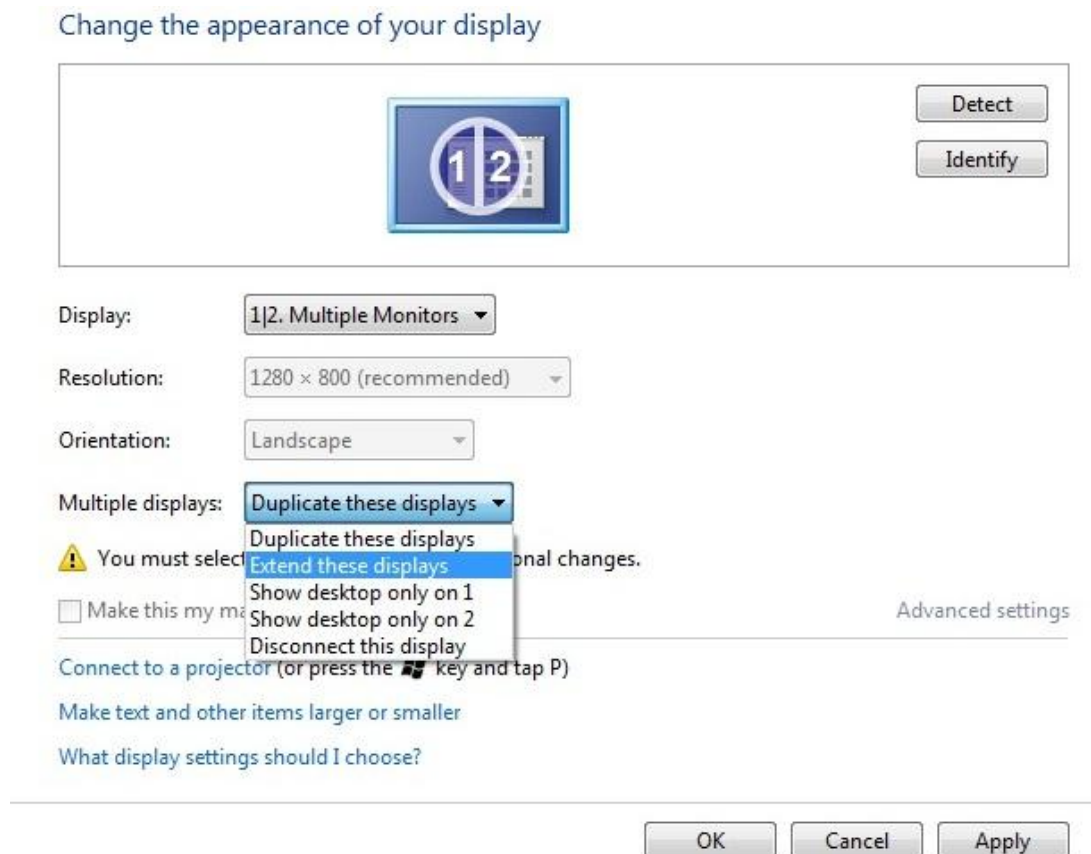 Change the appearance of your display
1 2
Detect
Identify
Display: 1|2. Multiple Monitors
Resolution: 1280 × 800 (recommended)
Orientation: Landscape
Multiple displays: Duplicate these displays
Duplicate these displays
You must select onal changes.
Extend these displays
Show desktop only on 1
Make this my ma Advanced settings
Show desktop only on 2
Disconnect this display
Connect to a projector (or press the key and tap P)
Make text and other items larger or smaller
What display settings should I choose?
OK Cancel Apply